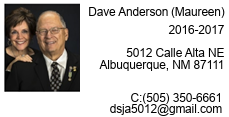 Dave Anderson (Maureen)
2016-2017
5012 Calle Alta NE
Albuquerque, NM 87111
C:(505) 350-6661
dsja5012@gmail.com